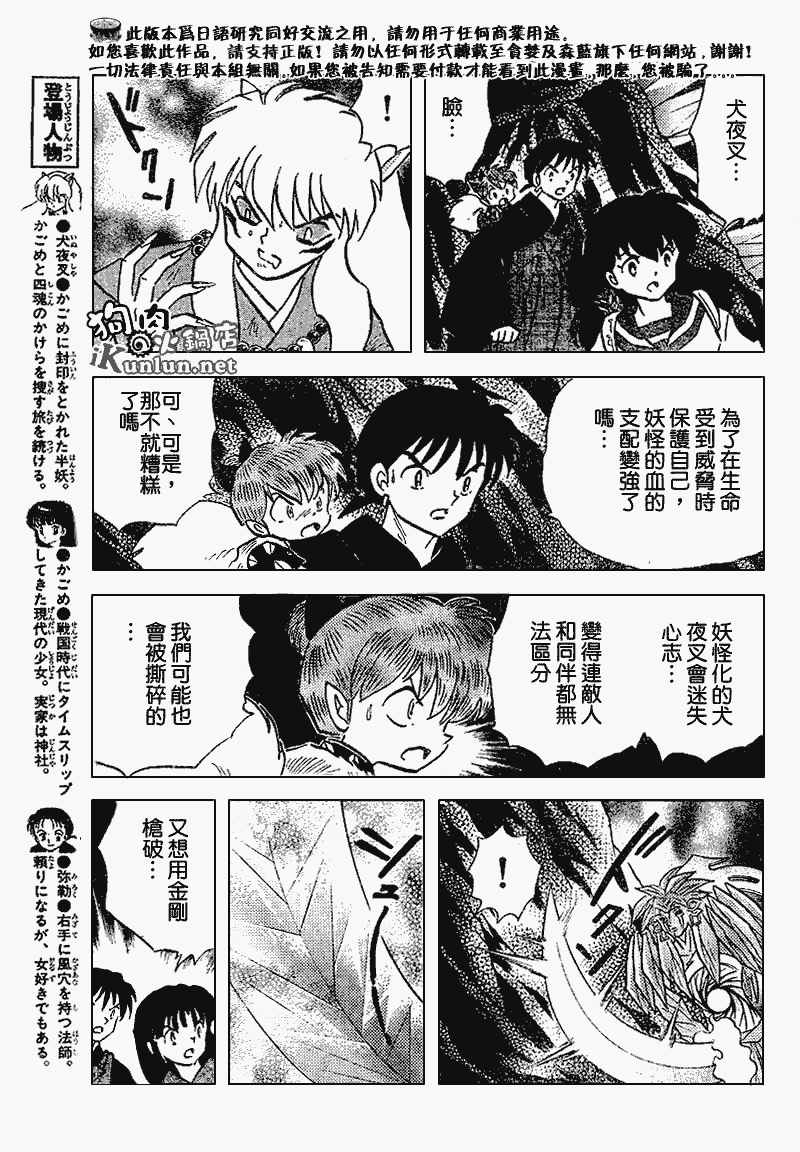 此版本爲日語研究同好交流之用，請勿用于任何商業用途。
如您喜歡此作品，請支持正版！請勿以任何形式轉載至貪婪及森藍旗下任何網站，謝謝！
一切法律責任與本組無關。如果您被告知需要付款才能看到此漫畫，那麼，您被騙了……
犬夜叉…
臉…
！
狗肉火鍋店
iKunlun.net
為了在生命
受到威脅時
保護自己，
妖怪的血的
支配變強了
嗎…
可、可是，
那不就糟糕
了嗎
妖怪化的犬
夜叉會迷失
心志…
變得連敵人
和同伴都無
法區分
我們可能也
會被撕碎的
…
！
又想用金剛
槍破…
登場人物
とうじょうじんぶつ
●犬夜叉●かごめに封印をとかれた半妖。
かごめと四魂のかけらを捜す旅を続ける。
●かごめ●戦国時代にタイムスリップ
してきた現代の少女。実家は神社。
●弥勒●右手に風穴を持つ法師。
頼りになるが、女好きでもある。